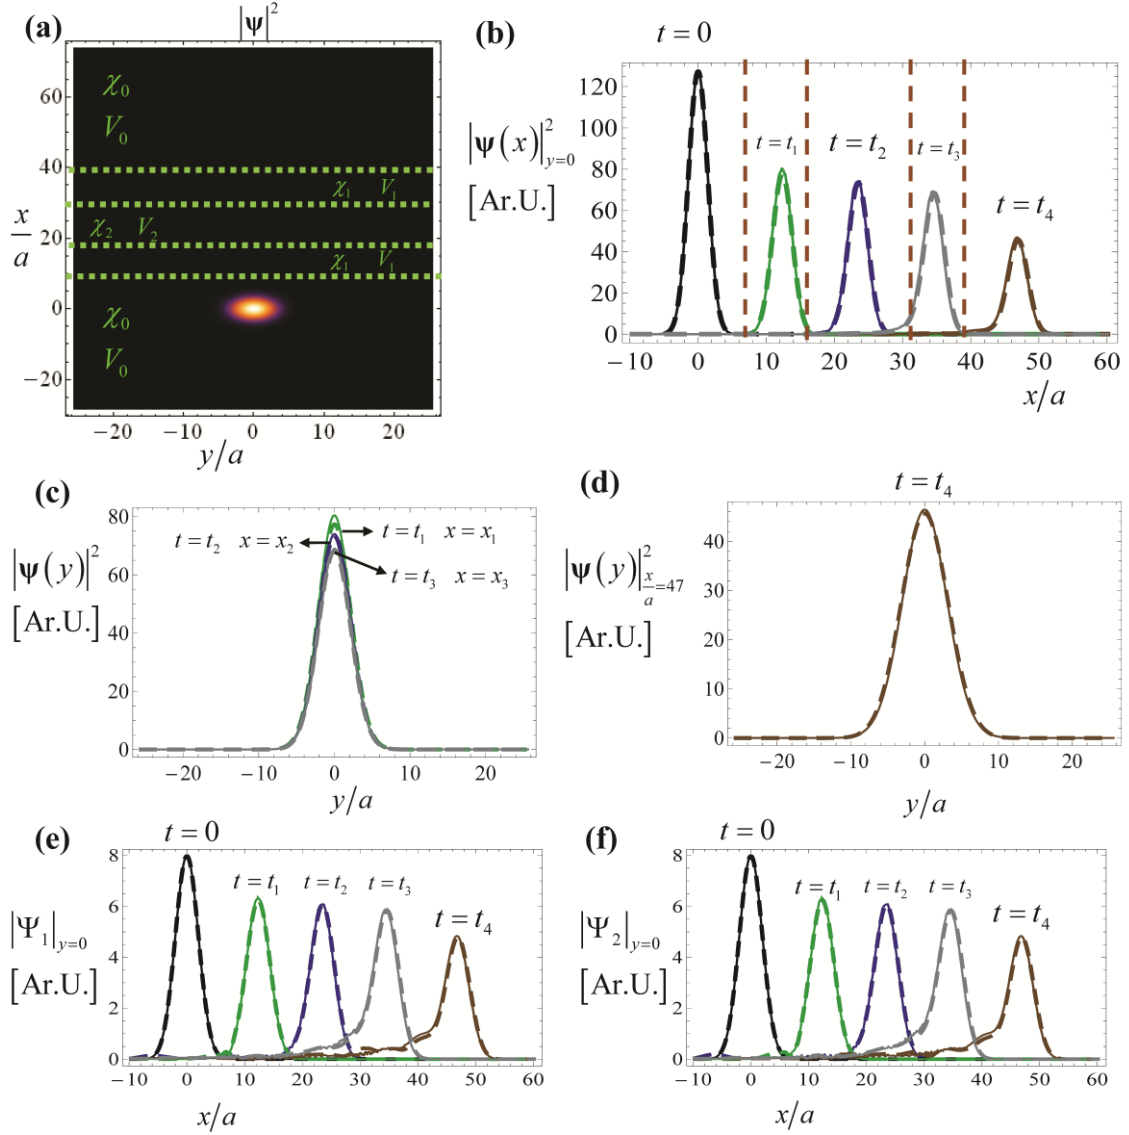 (a)
|ψ|²
χ₀
V₀
χ₁ V₁
χ₂ V₂
χ₁ V₁
χ₀
V₀
x/a
60
40
20
0
−20
−20 −10 0 10 20
y/a
(b)
t = 0
t = t₁
t = t₂
t = t₃
t = t₄
|ψ(x)|²y=0
[Ar.U.]
120
100
80
60
40
20
0
−10 0 10 20 30 40 50 60
x/a
(c)
|ψ(y)|²
[Ar.U.]
t = t₁ x = x₁
t = t₂ x = x₂
t = t₃ x = x₃
80
60
40
20
0
−20 −10 0 10 20
y/a
(d)
t = t₄
|ψ(y)|²x/a=47
[Ar.U.]
40
30
20
10
0
−20 −10 0 10 20
y/a
(e)
t = 0
t = t₁ t = t₂ t = t₃
t = t₄
|Ψ₁|y=0
[Ar.U.]
8
6
4
2
0
−10 0 10 20 30 40 50 60
x/a
(f)
t = 0
t = t₁ t = t₂ t = t₃
t = t₄
|Ψ₂|y=0
[Ar.U.]
8
6
4
2
0
−10 0 10 20 30 40 50 60
x/a